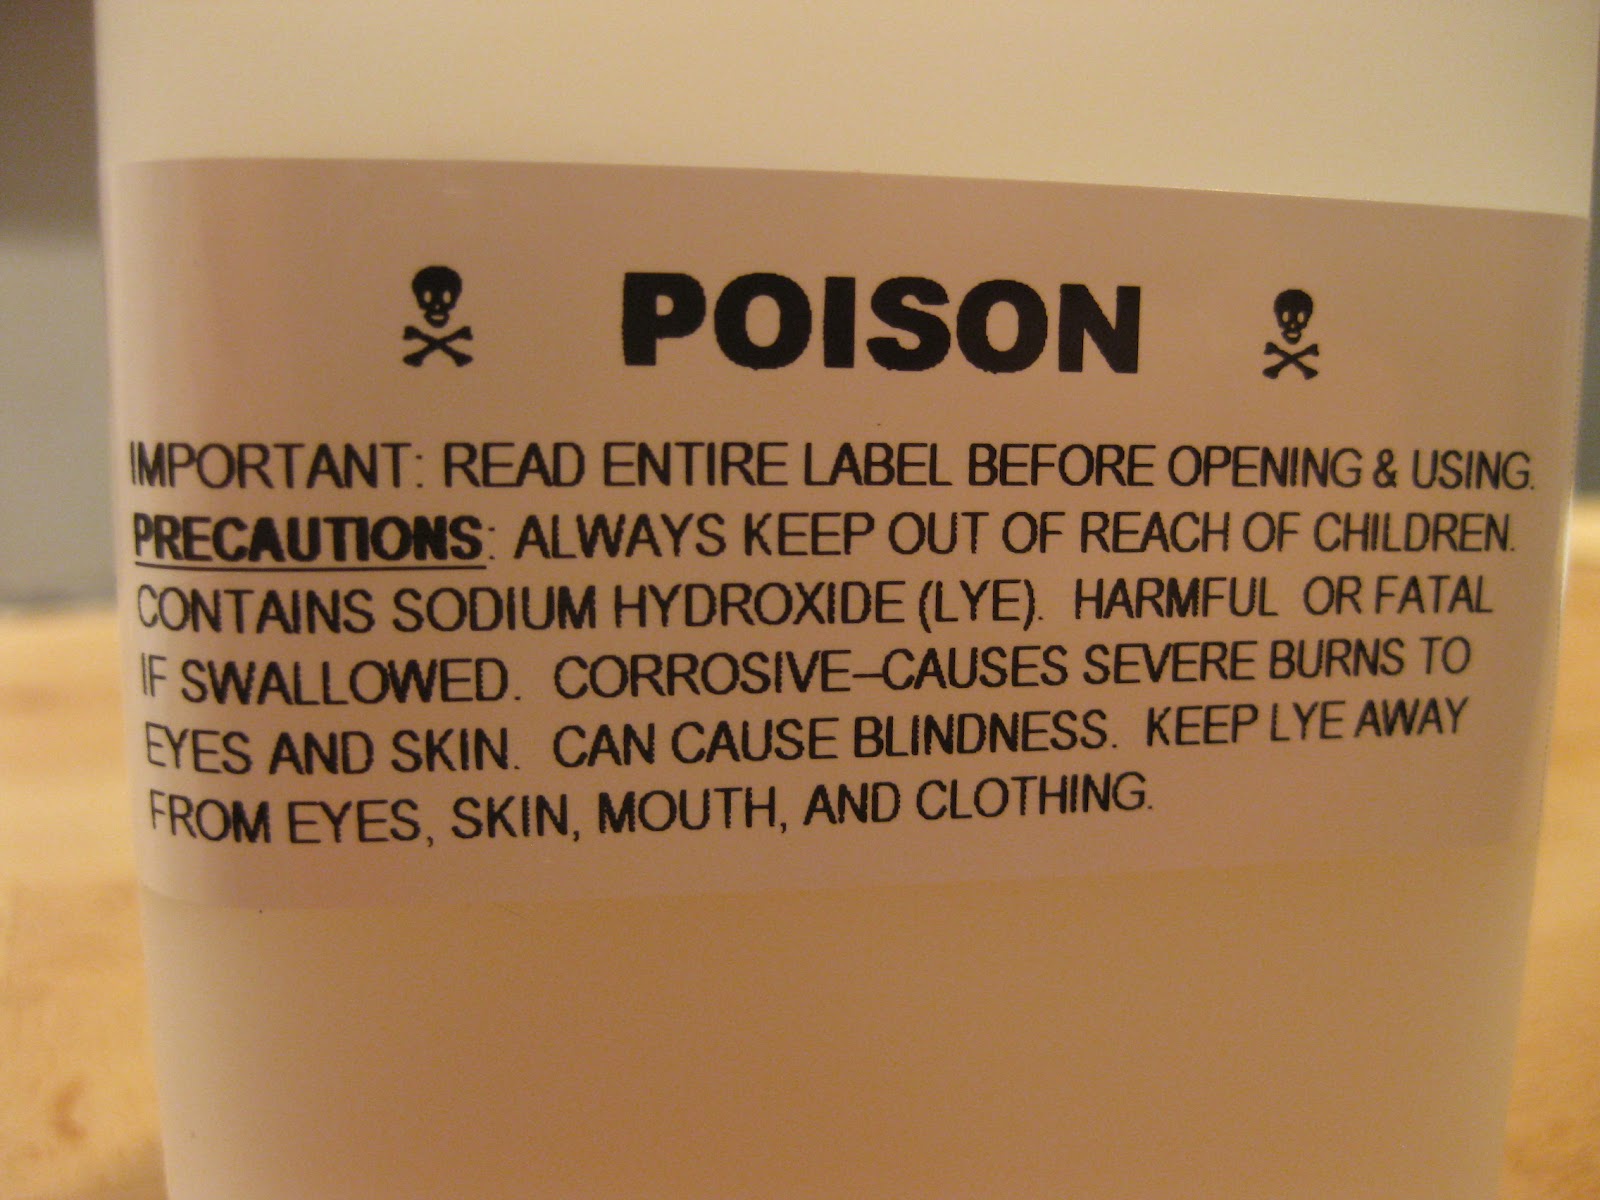 POISON
IMPORTANT: READ ENTIRE LABEL BEFORE OPENING & USING.
PRECAUTIONS: ALWAYS KEEP OUT OF REACH OF CHILDREN.
CONTAINS SODIUM HYDROXIDE (LYE). HARMFUL OR FATAL
IF SWALLOWED. CORROSIVE–CAUSES SEVERE BURNS TO
EYES AND SKIN. CAN CAUSE BLINDNESS. KEEP LYE AWAY
FROM EYES, SKIN, MOUTH, AND CLOTHING.